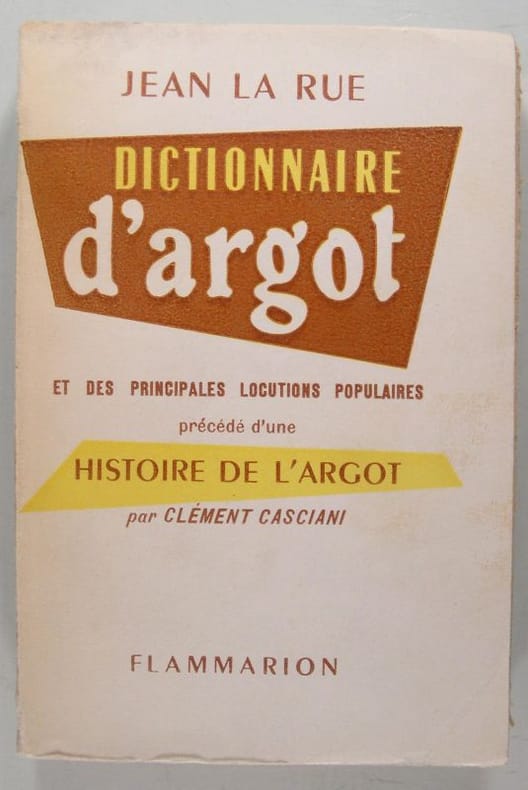 JEAN LA RUE
DICTIONNAIRE
d'argot
ET DES PRINCIPALES LOCUTIONS POPULAIRES
précédé d'une
HISTOIRE DE L'ARGOT
par CLÉMENT CASCIANI
FLAMMARION